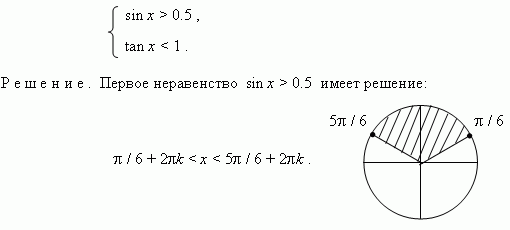 sin x > 0.5 ,
tan x < 1 .
Р е ш е н и е .  Первое неравенство  sin x > 0.5  имеет решение:
5π / 6
π / 6
π / 6 + 2πk < x < 5π / 6 + 2πk .